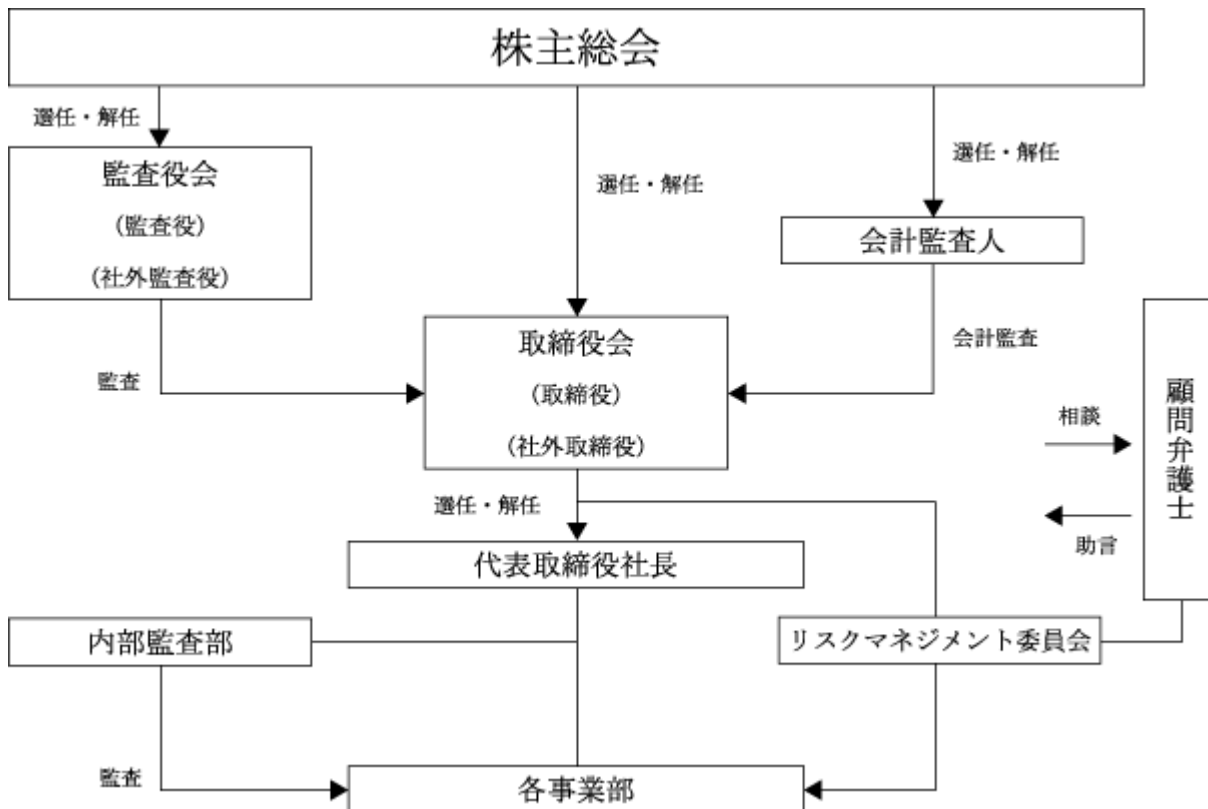 株主総会
選任・解任
監査役会
(監査役)
(社外監査役)
選任・解任
選任・解任
会計監査人
監査
取締役会
(取締役)
(社外取締役)
会計監査
顧問弁護士
相談
助言
選任・解任
代表取締役社長
内部監査部
リスクマネジメント委員会
監査
各事業部